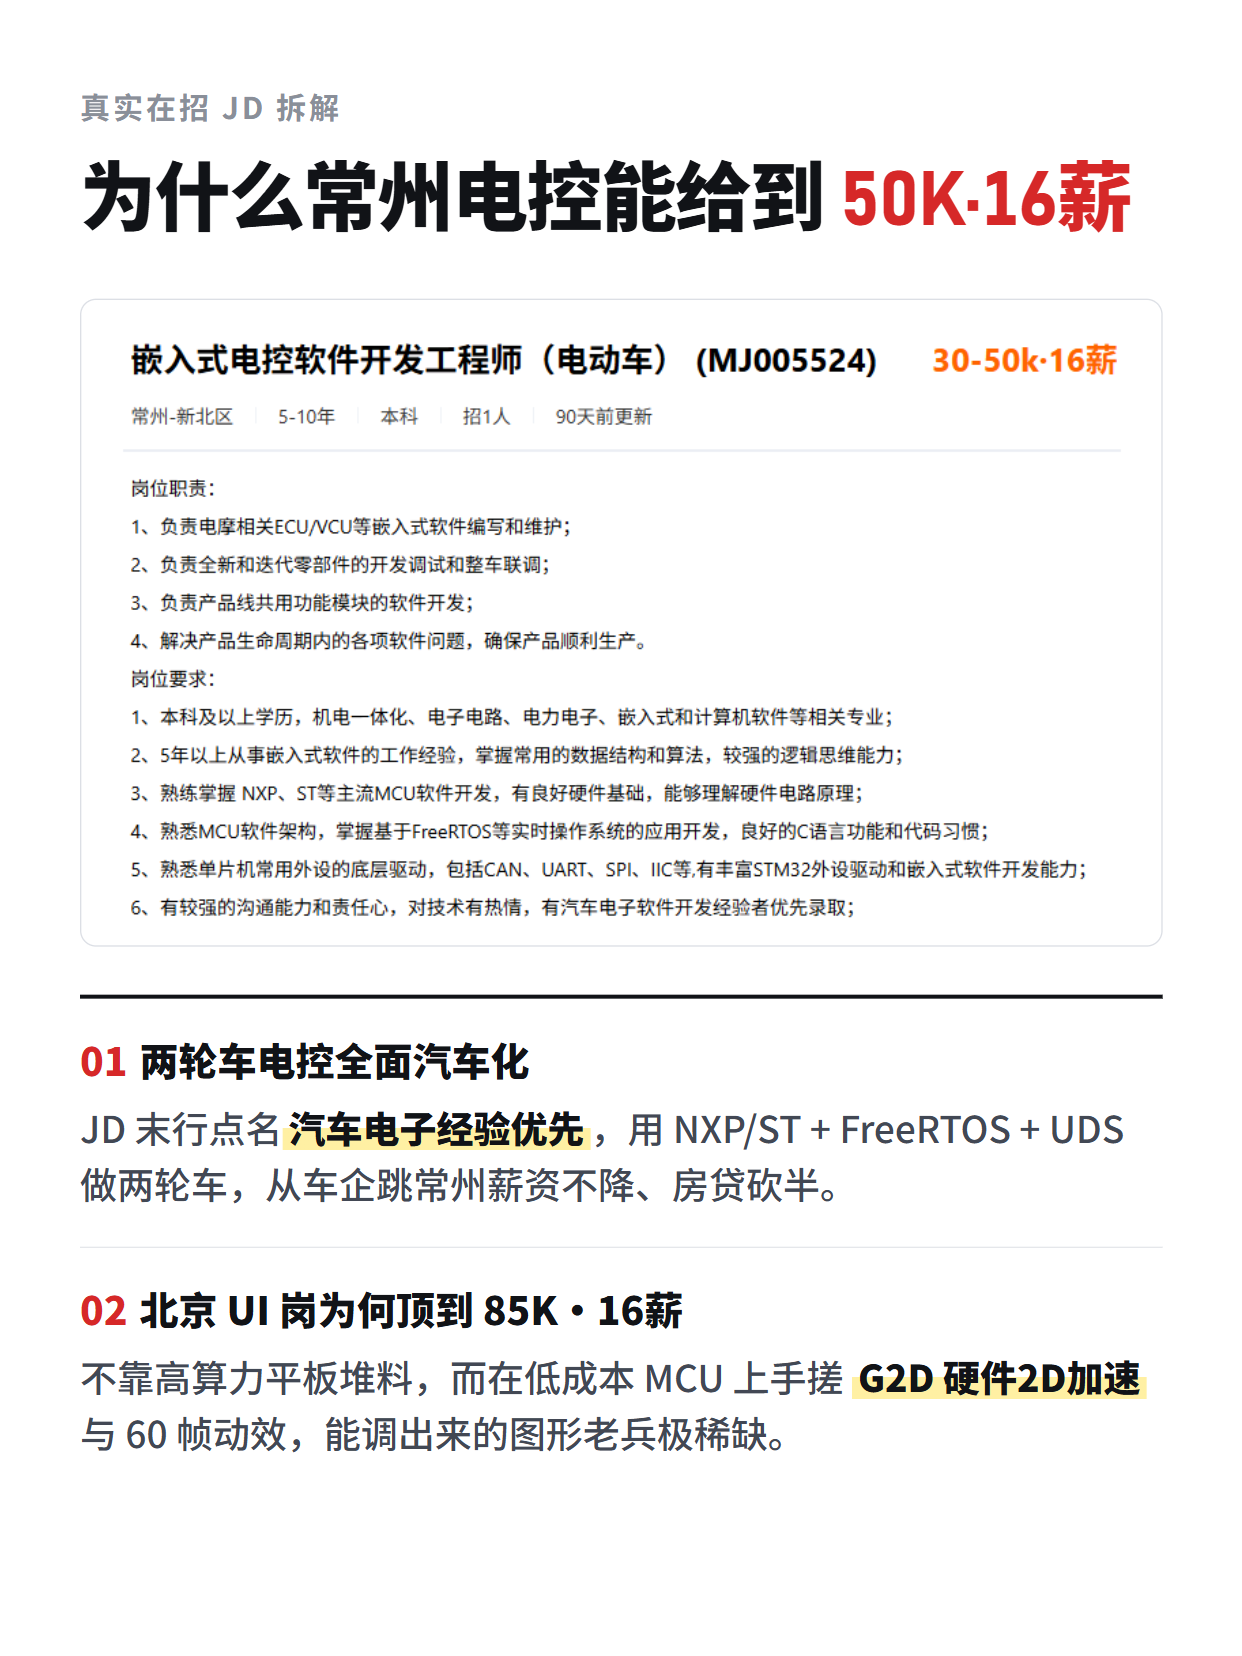 真实在招 JD 拆解
为什么常州电控能给到 50K·16薪
嵌入式电控软件开发工程师（电动车） (MJ005524) 30-50k·16薪
常州-新北区 5-10年 本科 招1人 90天前更新
岗位职责：
1、负责电摩相关ECU/VCU等嵌入式软件编写和维护；
2、负责全新和迭代零部件的开发调试和整车联调；
3、负责产品线共用功能模块的软件开发；
4、解决产品生命周期内的各项软件问题，确保产品顺利生产。
岗位要求：
1、本科及以上学历，机电一体化、电子电路、电力电子、嵌入式和计算机软件等相关专业；
2、5年以上从事嵌入式软件的工作经验，掌握常用的数据结构和算法，较强的逻辑思维能力；
3、熟练掌握 NXP、ST等主流MCU软件开发，有良好硬件基础，能够理解硬件电路原理；
4、熟悉MCU软件架构，掌握基于FreeRTOS等实时操作系统的应用开发，良好的C语言功能和代码习惯；
5、熟悉单片机常用外设的底层驱动，包括CAN、UART、SPI、IIC等,有丰富STM32外设驱动和嵌入式软件开发能力；
6、有较强的沟通能力和责任心，对技术有热情，有汽车电子软件开发经验者优先录取；
01 两轮车电控全面汽车化
JD 末行点名 汽车电子经验优先，用 NXP/ST + FreeRTOS + UDS
做两轮车，从车企跳常州薪资不降、房贷砍半。
02 北京 UI 岗为何顶到 85K · 16薪
不靠高算力平板堆料，而在低成本 MCU 上手搓 G2D 硬件2D加速
与 60 帧动效，能调出来的图形老兵极稀缺。